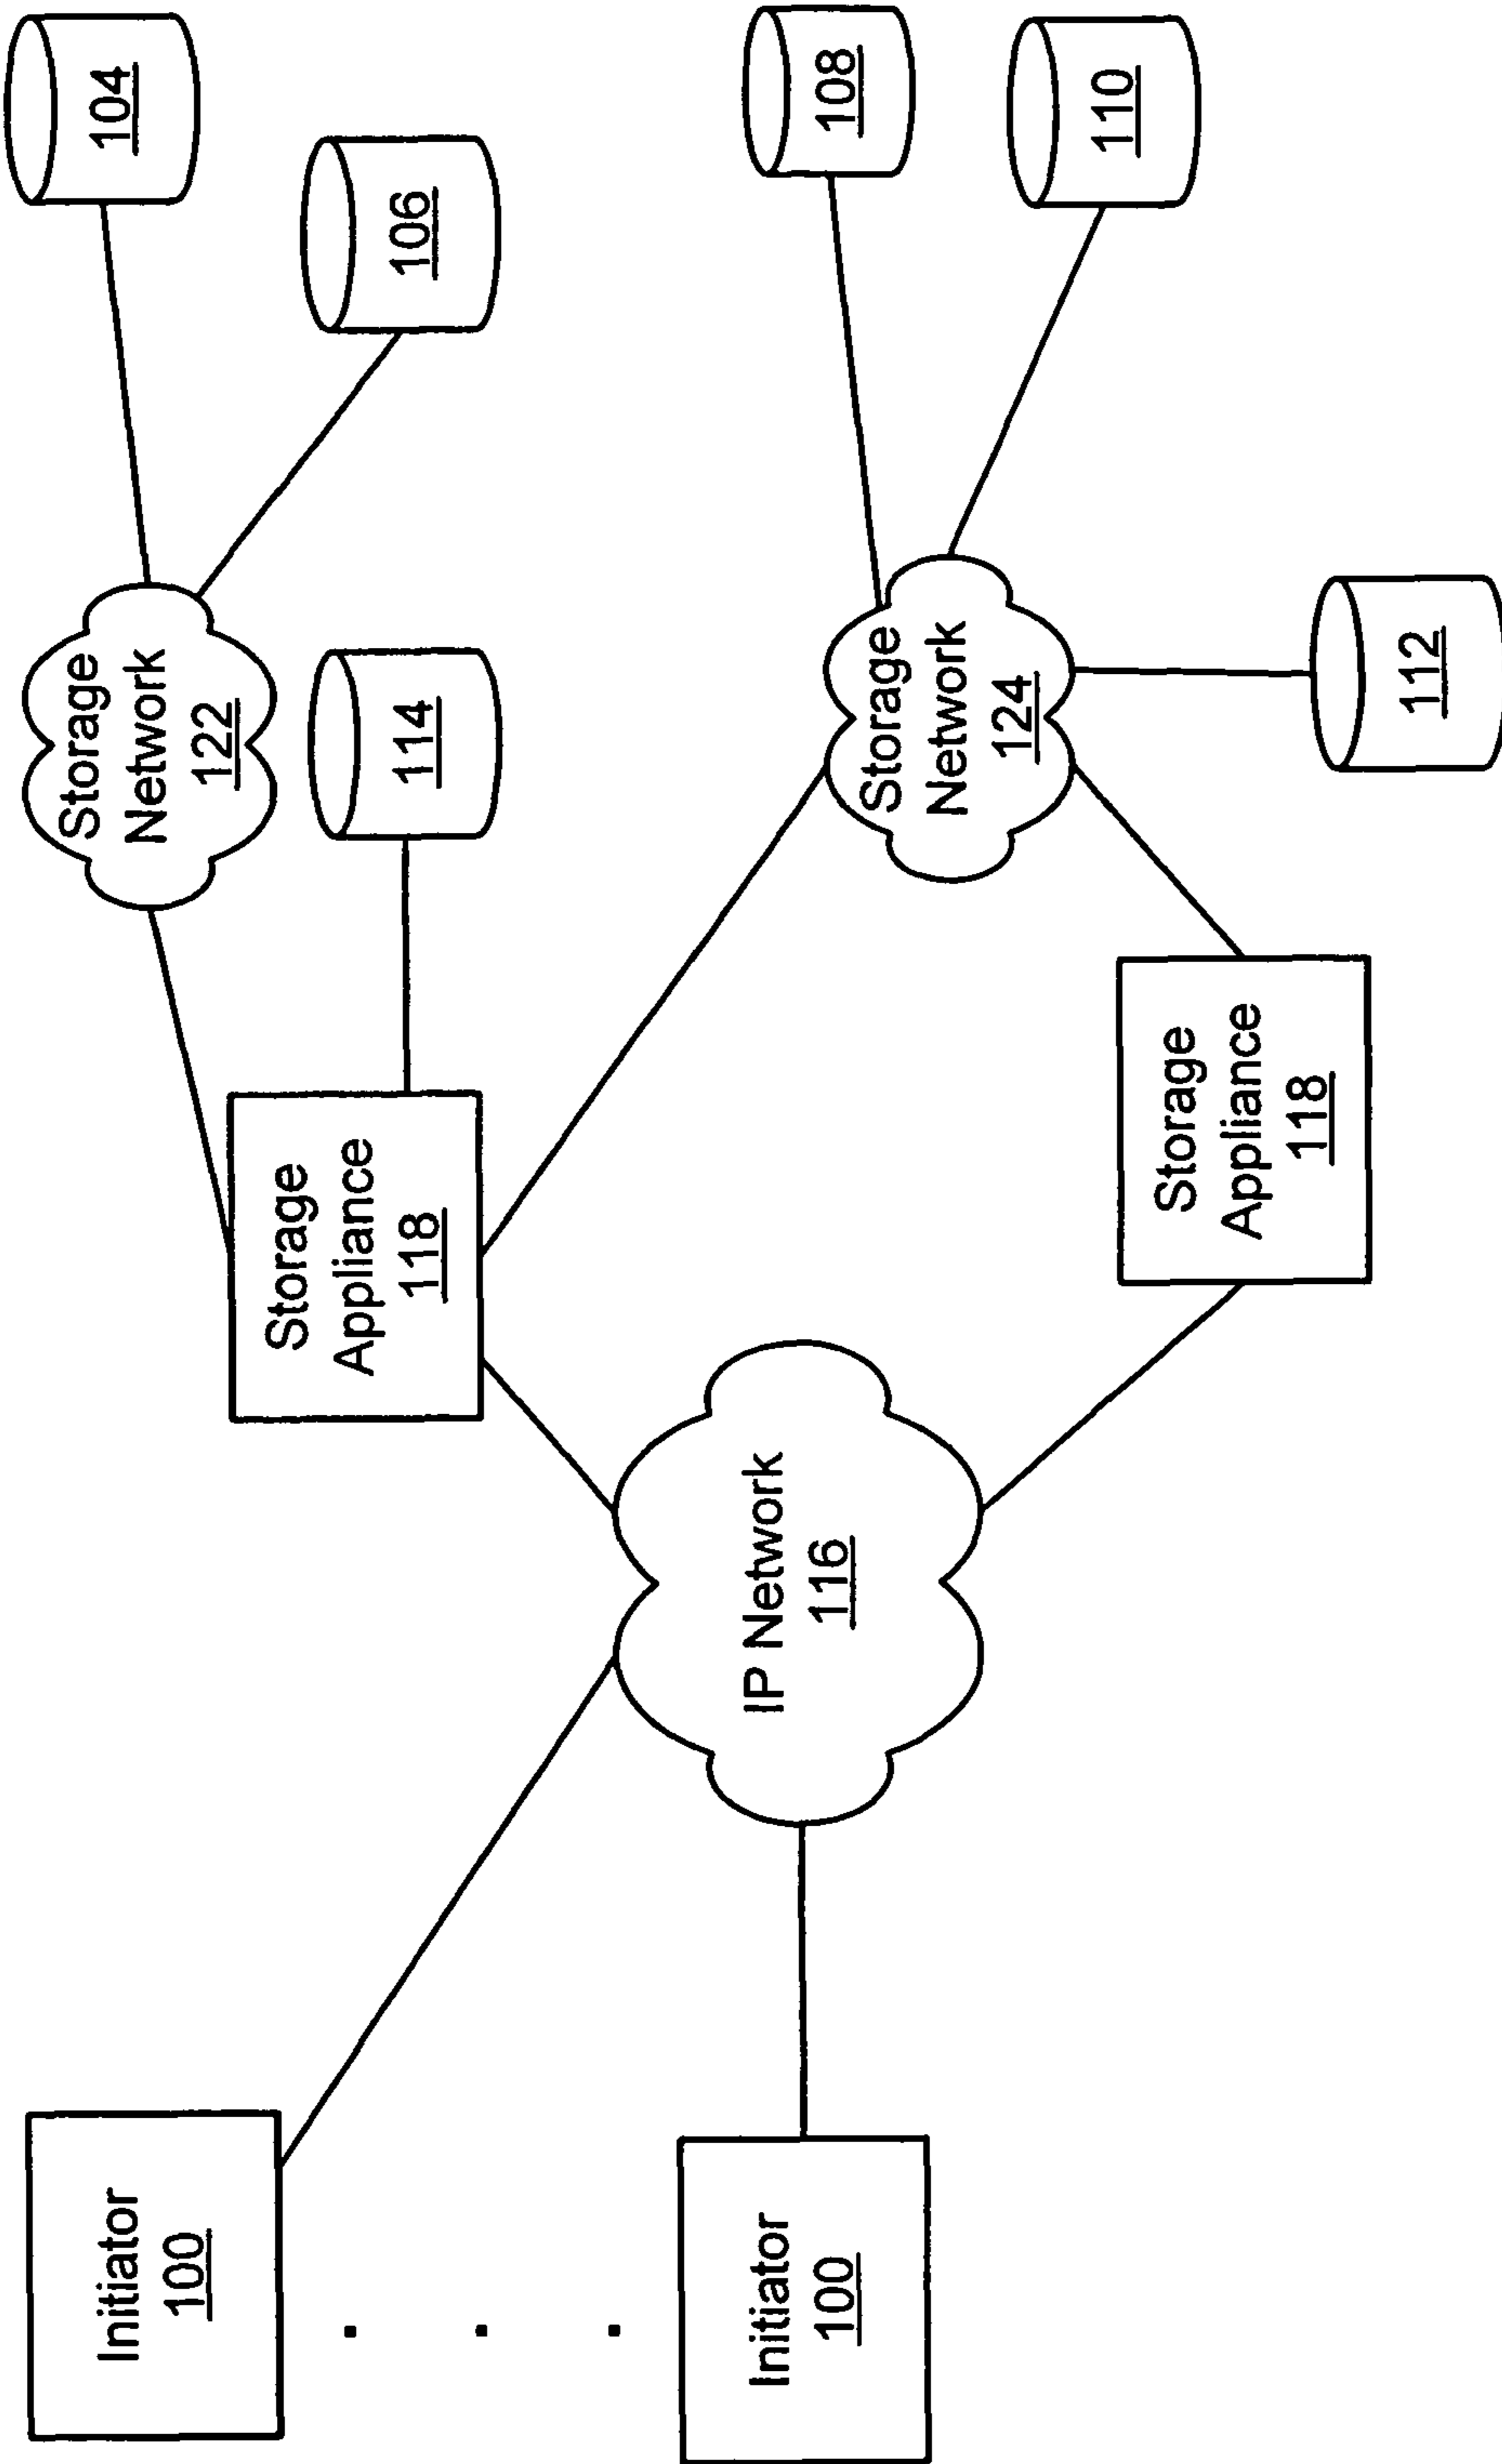 Initiator
100
Initiator
100
IP Network
116
Storage
Appliance
118
Storage
Appliance
118
Storage
Network
122
114
Storage
Network
124
104
106
108
110
112